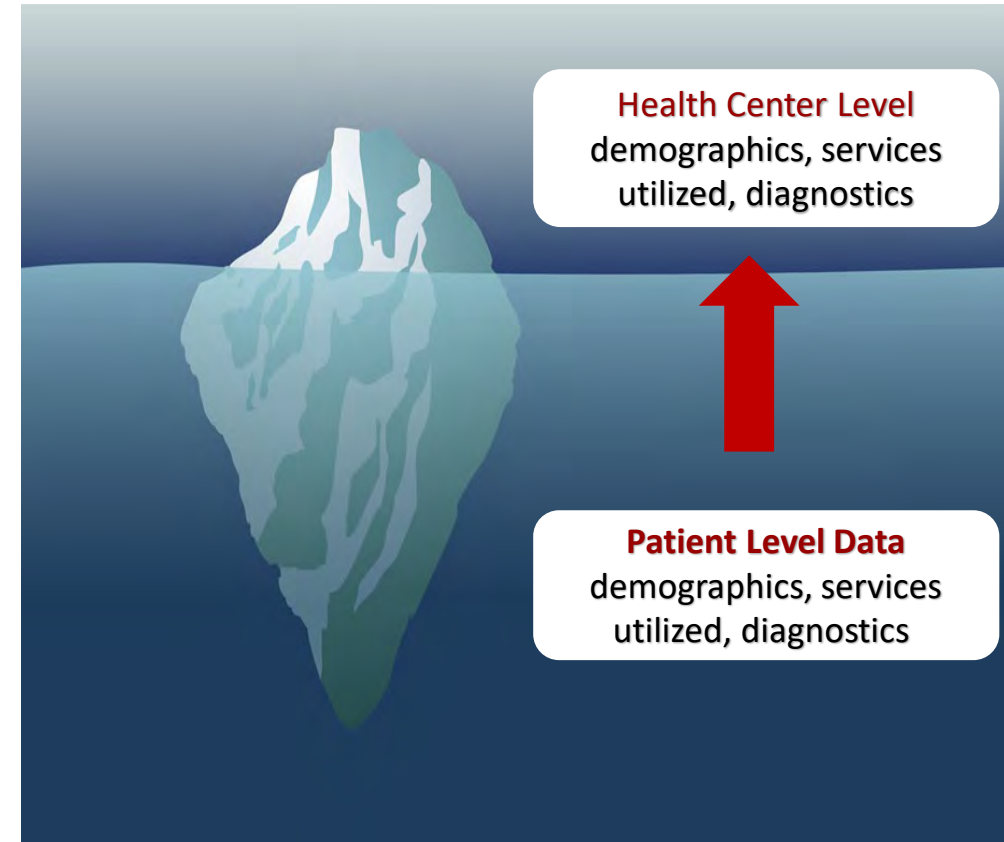 Health Center Level
demographics, services
utilized, diagnostics
Patient Level Data
demographics, services
utilized, diagnostics